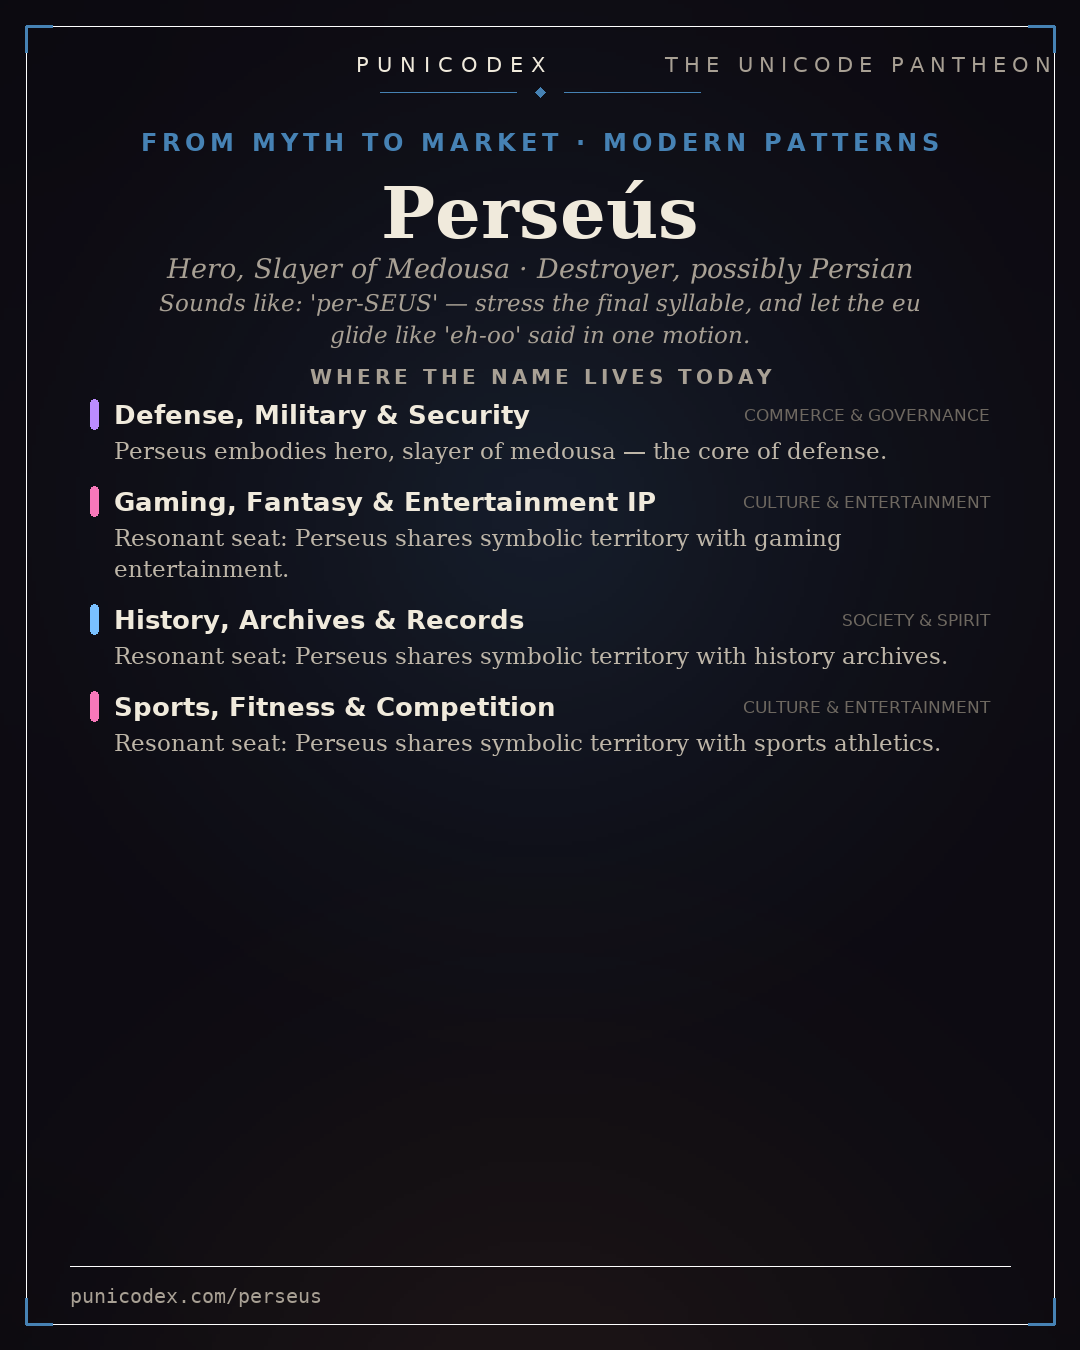 PUNICODEX THE UNICODE PANTHEON
FROM MYTH TO MARKET · MODERN PATTERNS
Perseús
Hero, Slayer of Medousa · Destroyer, possibly Persian
Sounds like: 'per-SEUS' — stress the final syllable, and let the eu
glide like 'eh-oo' said in one motion.
WHERE THE NAME LIVES TODAY
Defense, Military & Security COMMERCE & GOVERNANCE
Perseus embodies hero, slayer of medousa — the core of defense.
Gaming, Fantasy & Entertainment IP CULTURE & ENTERTAINMENT
Resonant seat: Perseus shares symbolic territory with gaming
entertainment.
History, Archives & Records SOCIETY & SPIRIT
Resonant seat: Perseus shares symbolic territory with history archives.
Sports, Fitness & Competition CULTURE & ENTERTAINMENT
Resonant seat: Perseus shares symbolic territory with sports athletics.
punicodex.com/perseus